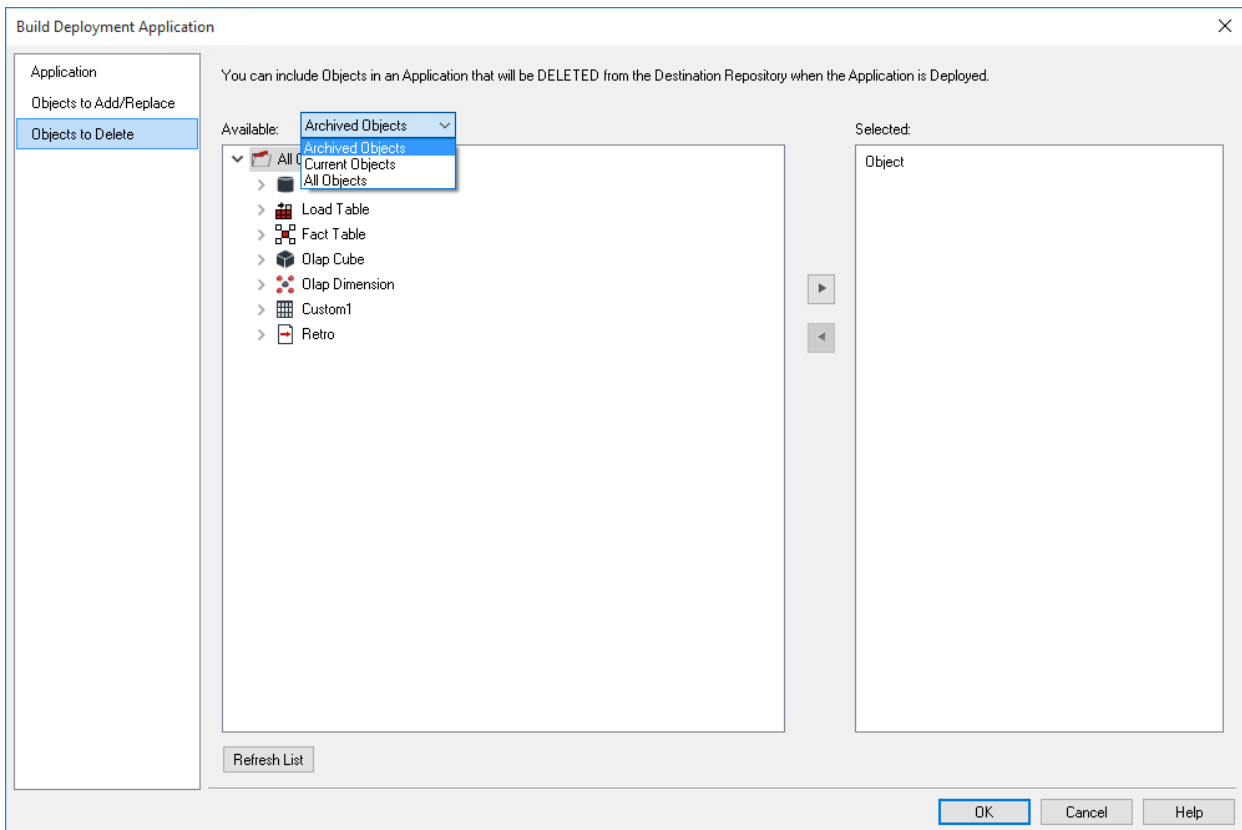 Build Deployment Application
Application
Objects to Add/Replace
Objects to Delete
You can include Objects in an Application that will be DELETED from the Destination Repository when the Application is Deployed.
Available:
Archived Objects
Archived Objects
Current Objects
All Objects
All
Load Table
Fact Table
Olap Cube
Olap Dimension
Custom1
Retro
Selected:
Object
Refresh List
OK
Cancel
Help